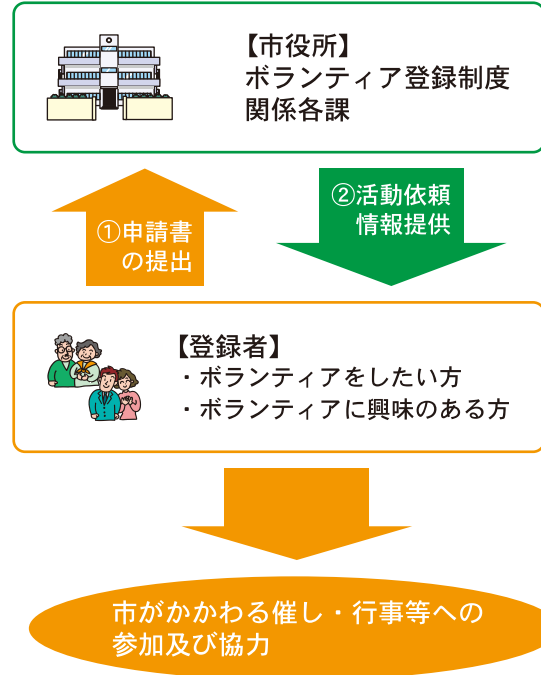 【市役所】
ボランティア登録制度
関係各課
①申請書
の提出
②活動依頼
情報提供
【登録者】
・ボランティアをしたい方
・ボランティアに興味のある方
市がかかわる催し・行事等への
参加及び協力